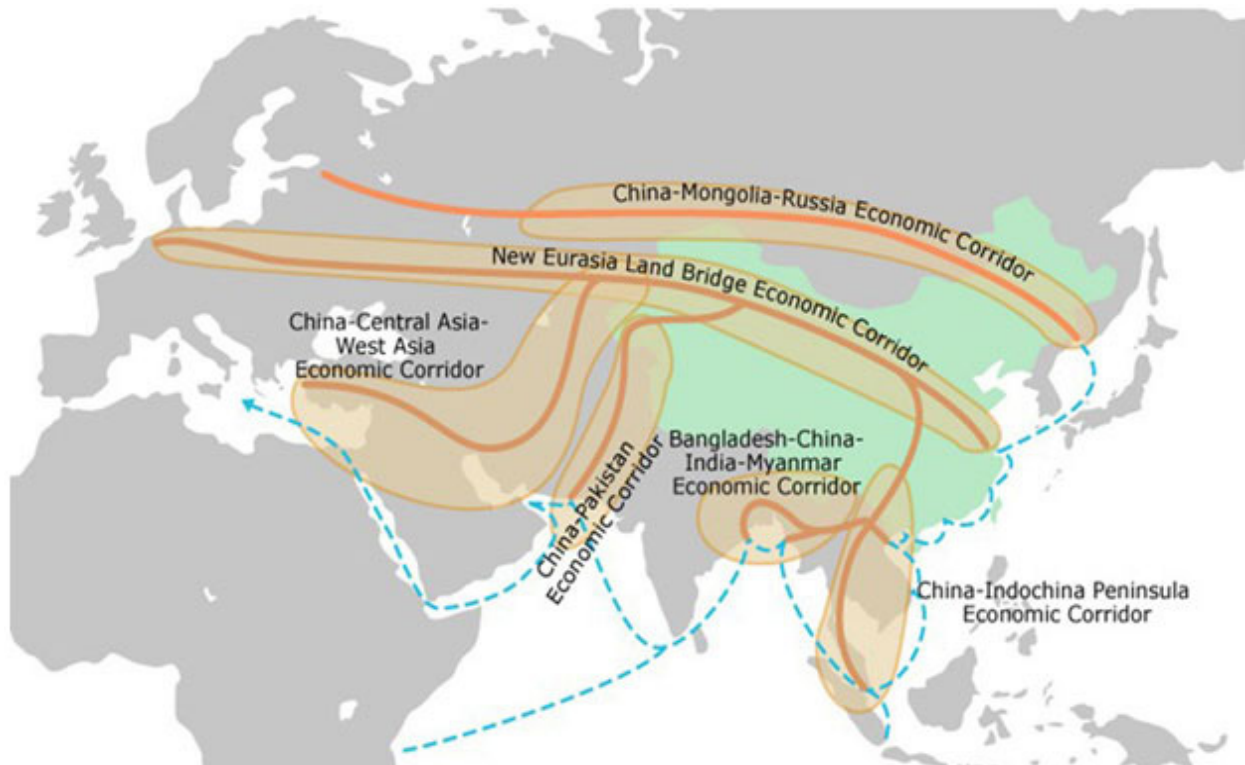 China-Mongolia-Russia Economic Corridor
New Eurasia Land Bridge Economic Corridor
China-Central Asia-
West Asia
Economic Corridor
China-Pakistan
Economic Corridor
Bangladesh-China-
India-Myanmar
Economic Corridor
China-Indochina Peninsula
Economic Corridor